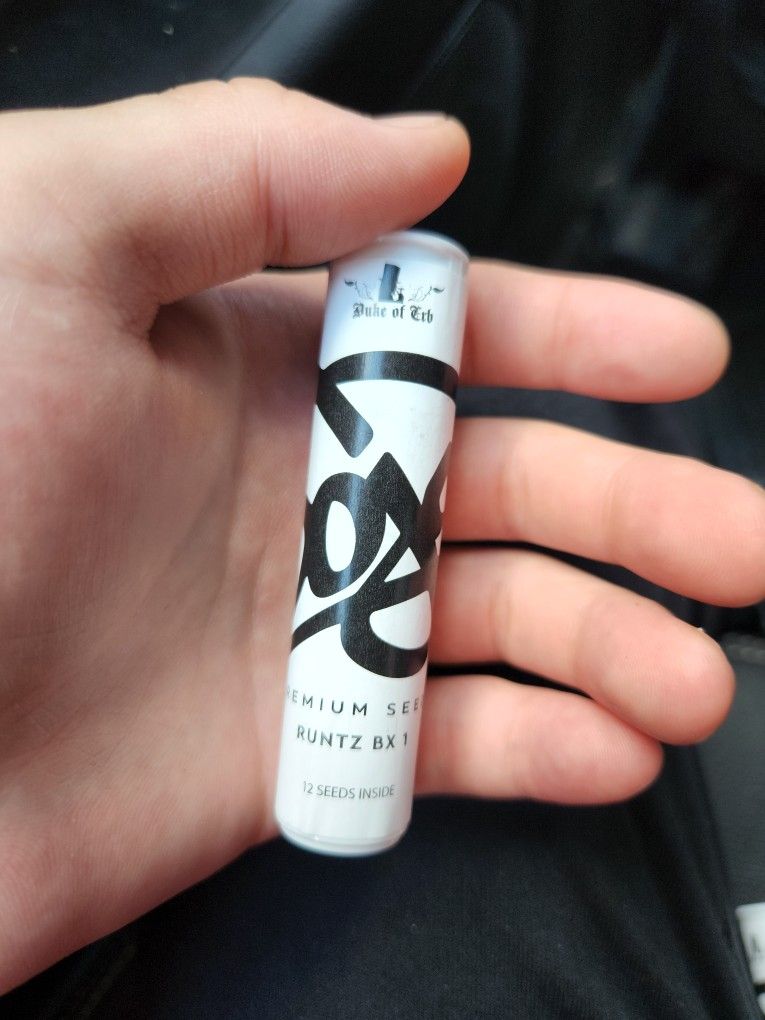 Duke of Erb
REMIUM SEE
RUNTZ BX 1
12 SEEDS INSIDE